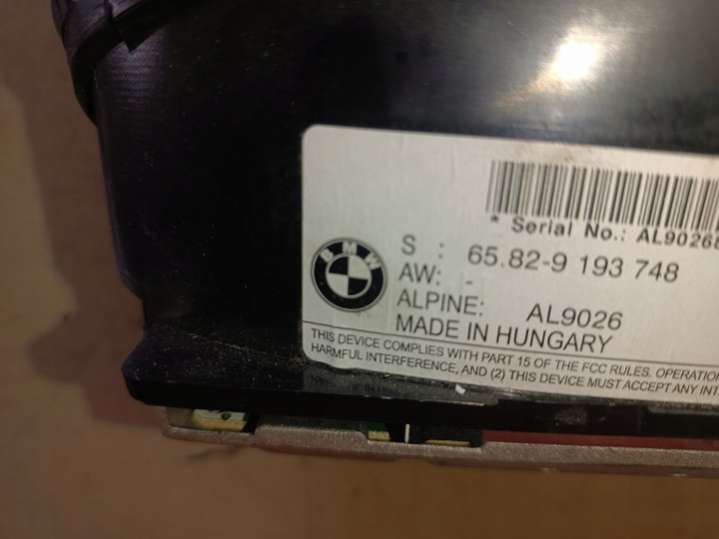 * Serial No.: AL9026
BMW
S : 65.82-9 193 748
AW: -
ALPINE: AL9026
MADE IN HUNGARY
THIS DEVICE COMPLIES WITH PART 15 OF THE FCC RULES. OPERATION
HARMFUL INTERFERENCE, AND (2) THIS DEVICE MUST ACCEPT ANY INT